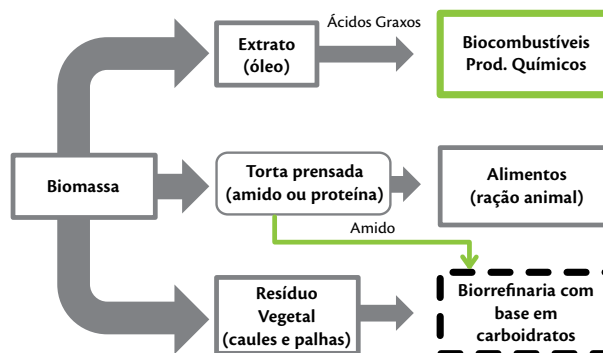 Ácidos Graxos
Extrato
(óleo)
Biocombustíveis
Prod. Químicos
Biomassa
Torta prensada
(amido ou proteína)
Alimentos
(ração animal)
Amido
Resíduo
Vegetal
(caules e palhas)
Biorrefinaria com
base em
carboidratos